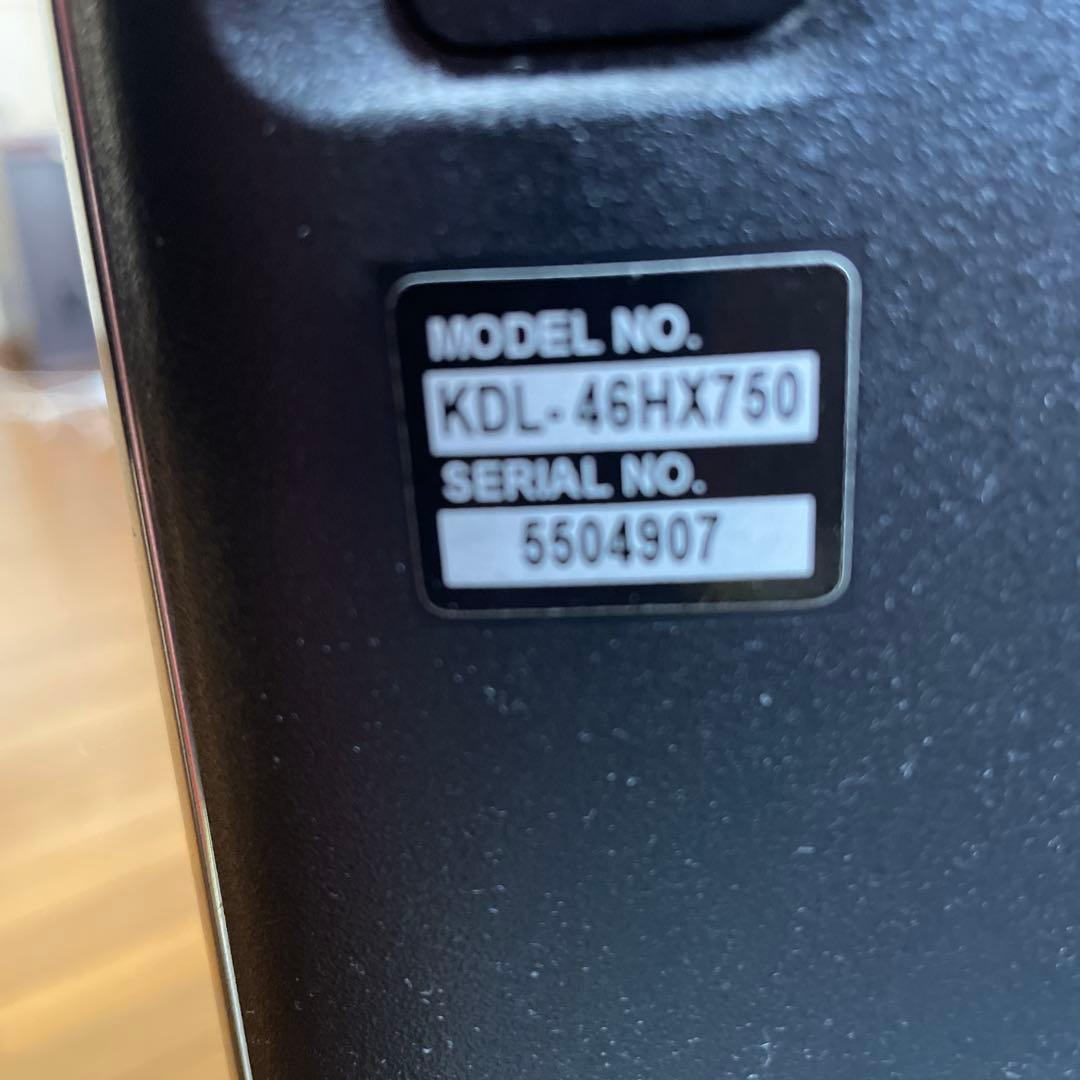 MODEL NO.
KDL-46HX750
SERIAL NO.
5504907